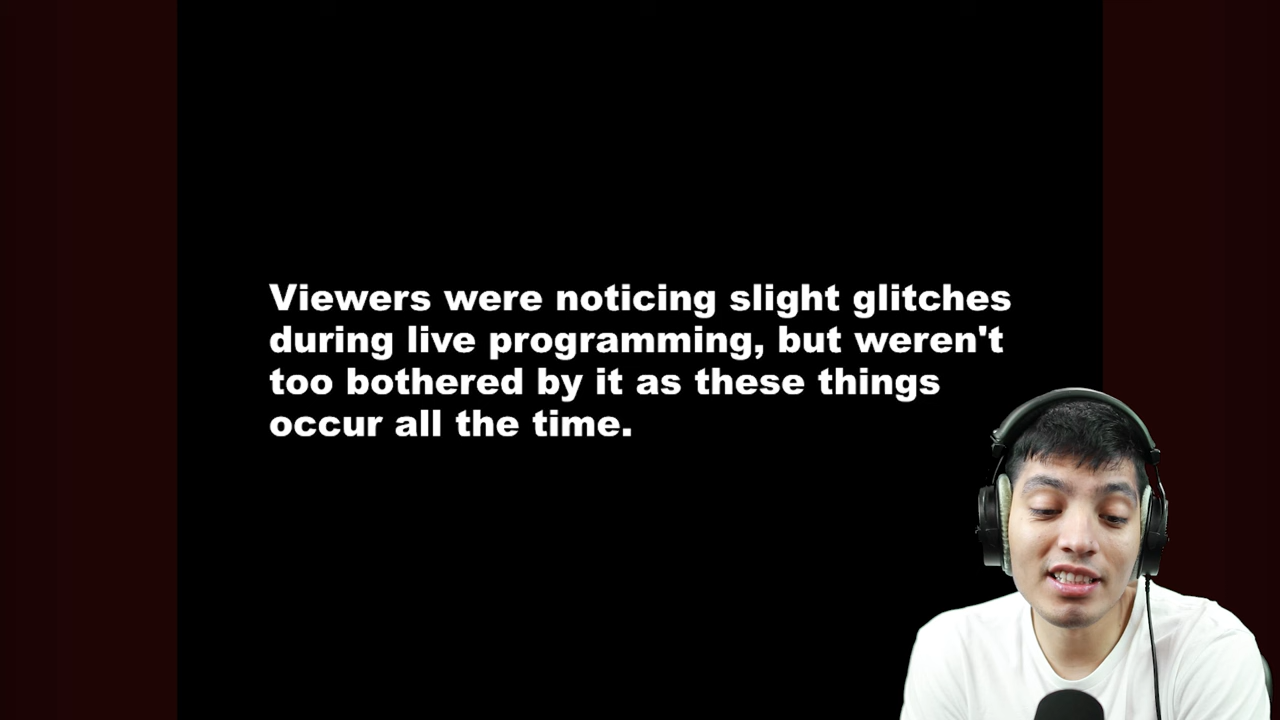 Viewers were noticing slight glitches
during live programming, but weren't
too bothered by it as these things
occur all the time.